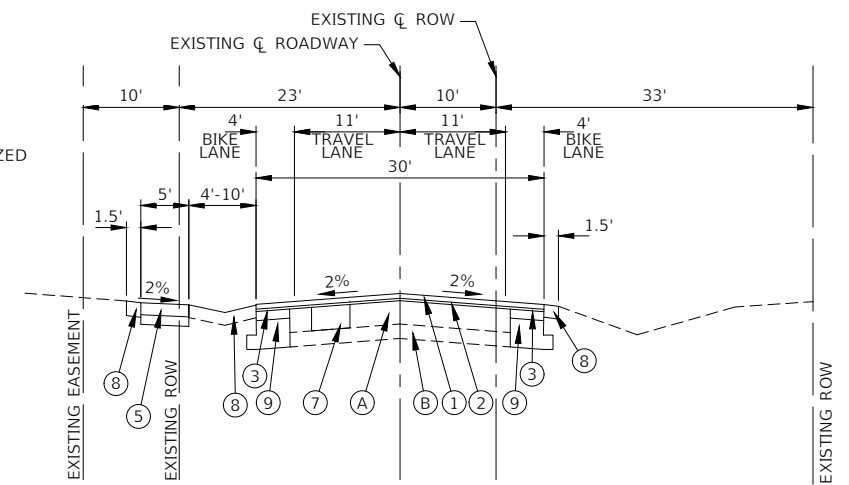 EXISTING ℄ ROW
EXISTING ℄ ROADWAY
10'
23'
10'
33'
4'
BIKE
LANE
11'
TRAVEL
LANE
11'
TRAVEL
LANE
4'
BIKE
LANE
ZED
30'
5'
4'-10'
1.5'
1.5'
2%
2%
2%
8
5
8
3
9
7
A
B
1
2
9
3
8
EXISTING EASEMENT
EXISTING ROW
EXISTING ROW